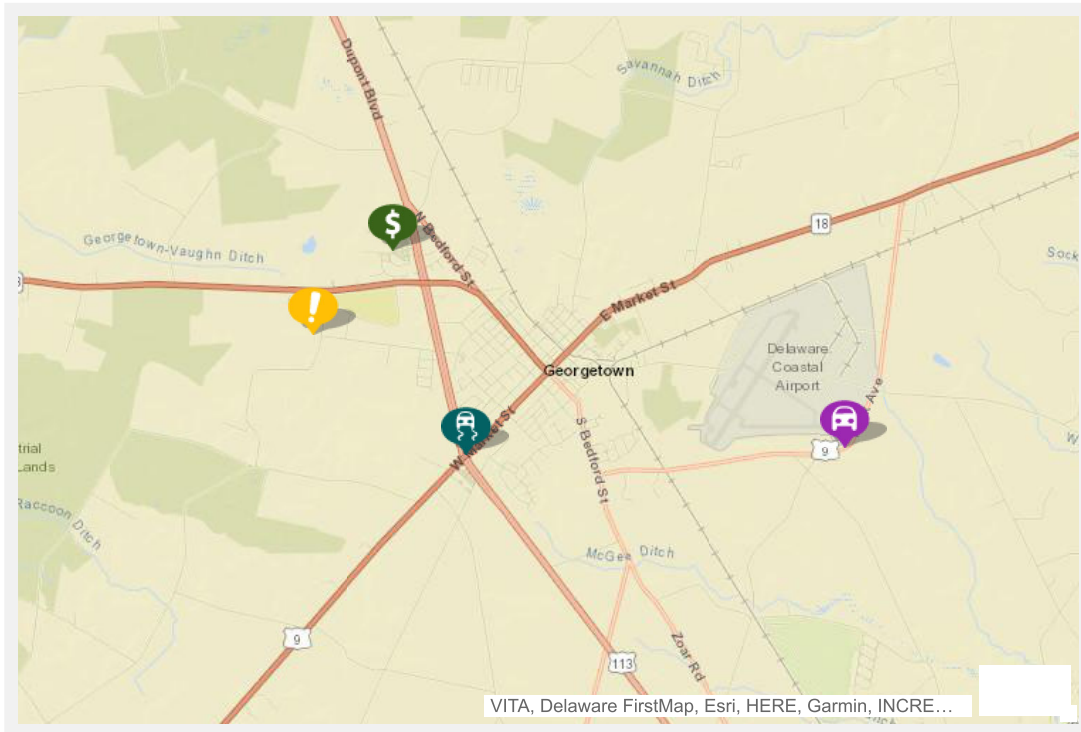 Dupont Blvd
Savannah Ditch
$
N Bedford St
18
Georgetown-Vaughn Ditch
Sock
E Market St
!
Delaware
Coastal
Airport
Georgetown
Ave
W Market St
S Bedford St
9
trial
Lands
Raccoon Ditch
McGee Ditch
9
Zoar Rd
113
VITA, Delaware FirstMap, Esri, HERE, Garmin, INCRE…